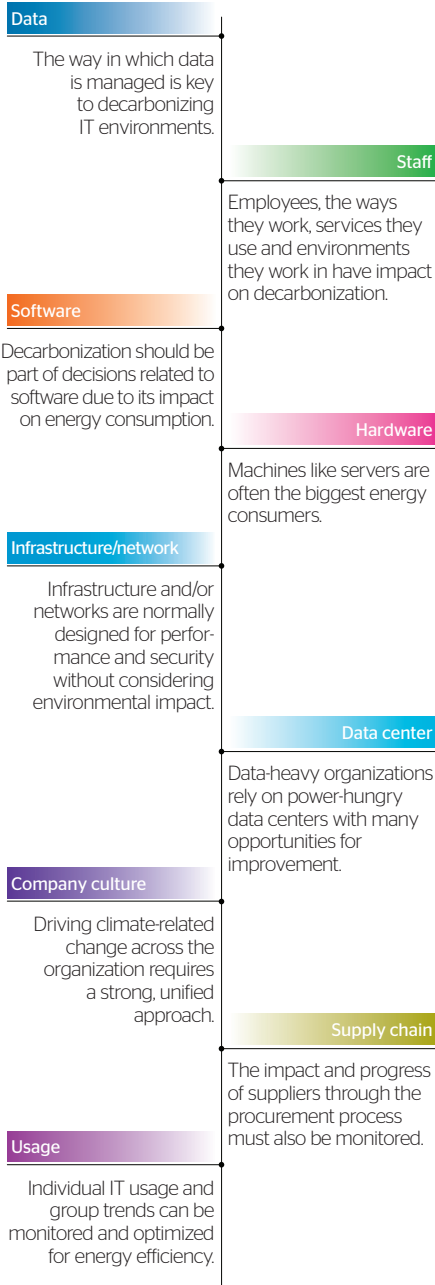 Data
The way in which data
is managed is key
to decarbonizing
IT environments.
Staff
Employees, the ways
they work, services they
use and environments
they work in have impact
on decarbonization.
Software
Decarbonization should be
part of decisions related to
software due to its impact
on energy consumption.
Hardware
Machines like servers are
often the biggest energy
consumers.
Infrastructure/network
Infrastructure and/or
networks are normally
designed for perfor-
mance and security
without considering
environmental impact.
Data center
Data-heavy organizations
rely on power-hungry
data centers with many
opportunities for
improvement.
Company culture
Driving climate-related
change across the
organization requires
a strong, unified
approach.
Supply chain
The impact and progress
of suppliers through the
procurement process
must also be monitored.
Usage
Individual IT usage and
group trends can be
monitored and optimized
for energy efficiency.